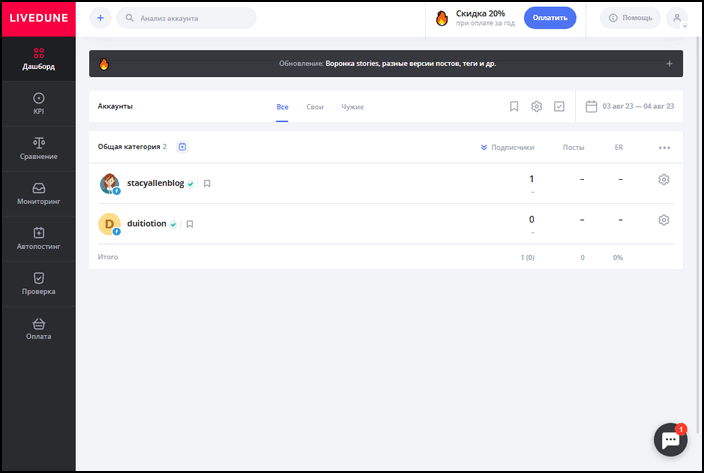 LIVEDUNE
Анализ аккаунта
Скидка 20%
при оплате за год
Оплатить
Помощь
Дашборд
KPI
Сравнение
Мониторинг
Автопостинг
Проверка
Оплата
Обновление: Воронка stories, разные версии постов, теги и др.
Аккаунты
Все Свои Чужие
03 авг 23 — 04 авг 23
Общая категория 2
Подписчики Посты ER
stacyallenblog 1 – –
–
D duitiotion 0 – –
–
Итого 1 (0) 0 0%
1